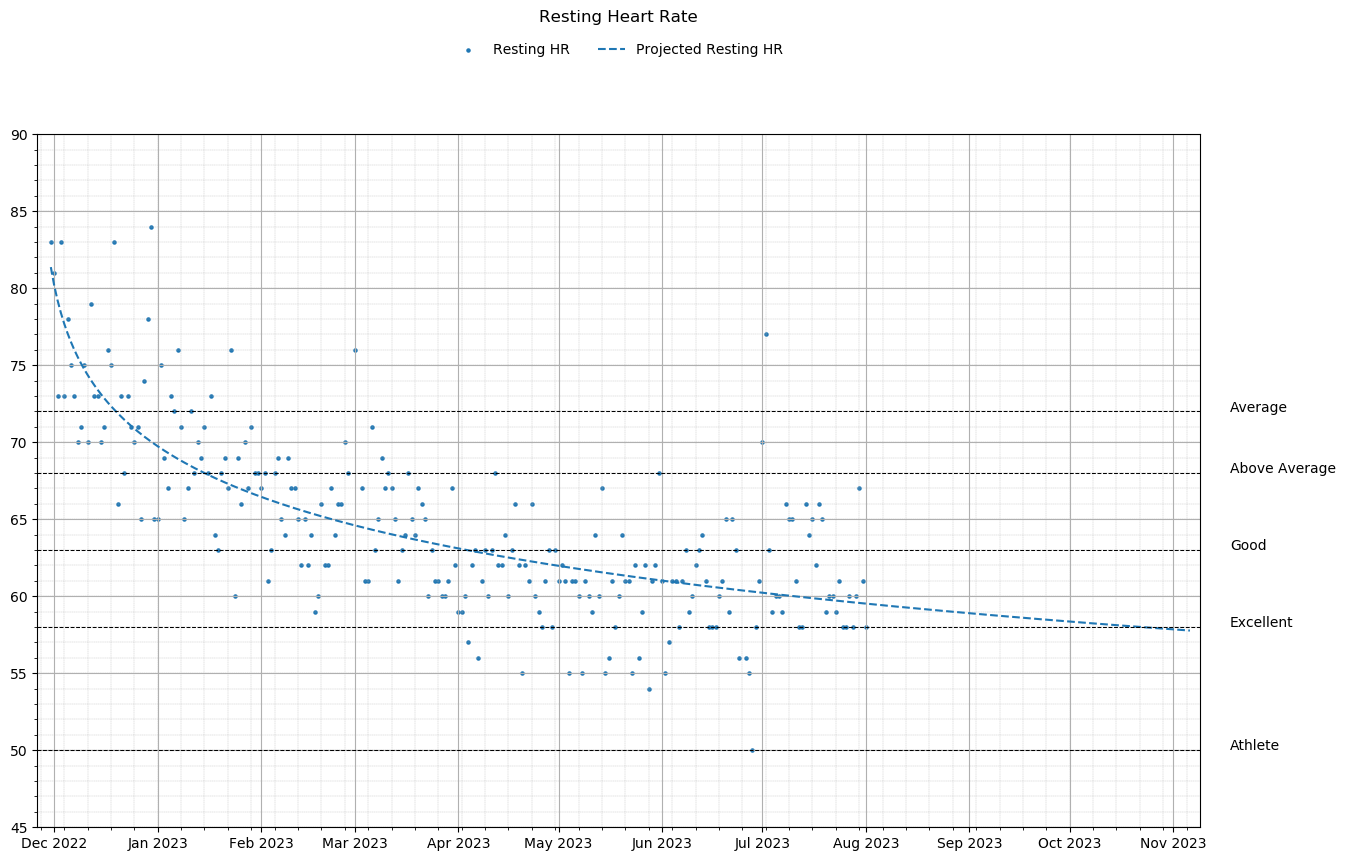 Resting Heart Rate
Resting HR
Projected Resting HR
90
85
80
75
70
65
60
55
50
45
Average
Above Average
Good
Excellent
Athlete
Dec 2022
Jan 2023
Feb 2023
Mar 2023
Apr 2023
May 2023
Jun 2023
Jul 2023
Aug 2023
Sep 2023
Oct 2023
Nov 2023